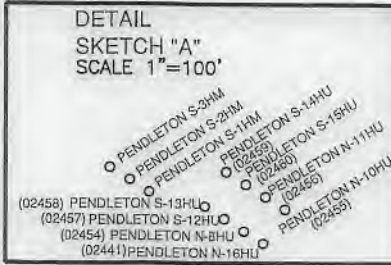 DETAIL
SKETCH "A"
SCALE 1"=100'
PENDLETON S-3HM
PENDLETON S-2HM
PENDLETON S-1HM
PENDLETON S-14HU
(02459)
PENDLETON S-15HU
(02460)
PENDLETON N-11HU
(02456)
PENDLETON N-10HU
(02455)
(02458) PENDLETON S-13HU
(02457) PENDLETON S-12HU
(02454) PENDLETON N-8HU
(02441) PENDLETON N-16HU